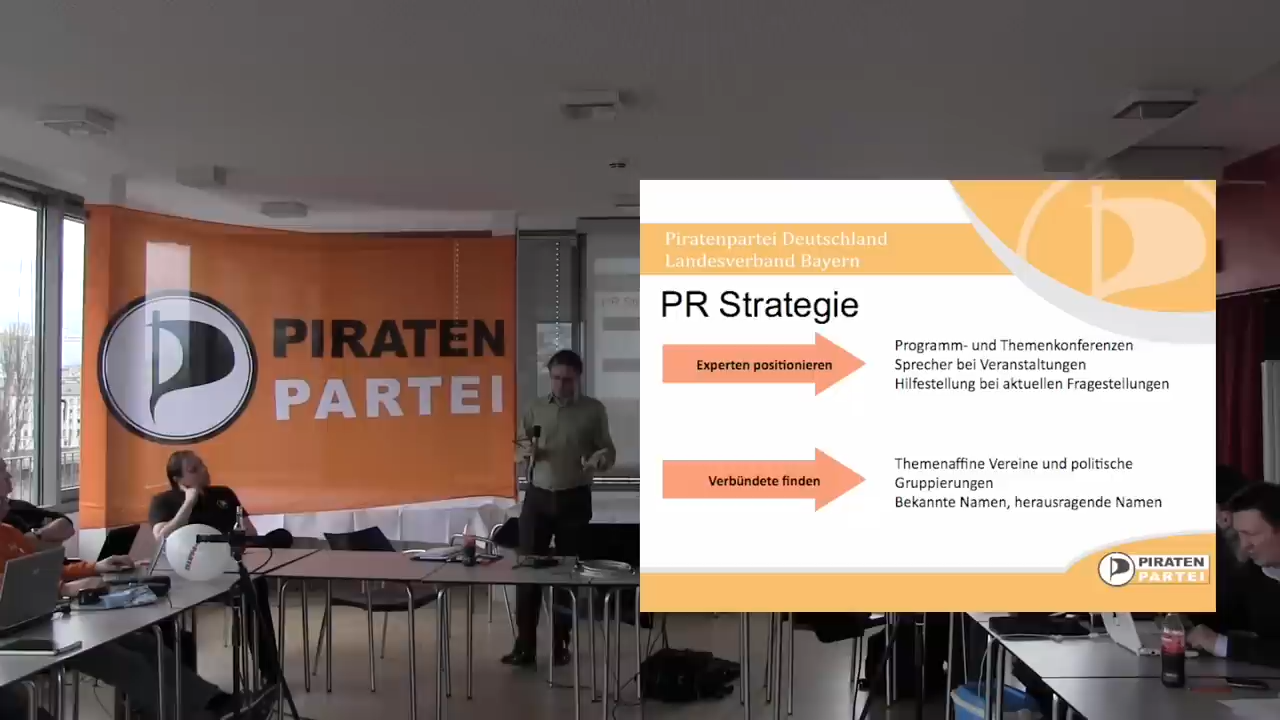 PIRATEN
PARTEI
Piratenpartei Deutschland
Landesverband Bayern
PR Strategie
Experten positionieren
Programm- und Themenkonferenzen
Sprecher bei Veranstaltungen
Hilfestellung bei aktuellen Fragestellungen
Verbündete finden
Themenaffine Vereine und politische
Gruppierungen
Bekannte Namen, herausragende Namen
PIRATEN
PARTEI